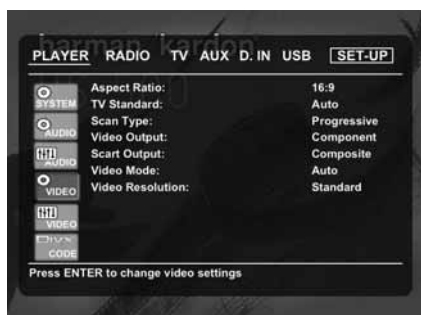 harman kardon
PLAYER RADIO TV AUX D. IN USB SET-UP
SYSTEM
AUDIO
AUDIO
VIDEO
VIDEO
DIVX
CODE
Aspect Ratio: 16:9
TV Standard: Auto
Scan Type: Progressive
Video Output: Component
Scart Output: Composite
Video Mode: Auto
Video Resolution: Standard
Press ENTER to change video settings